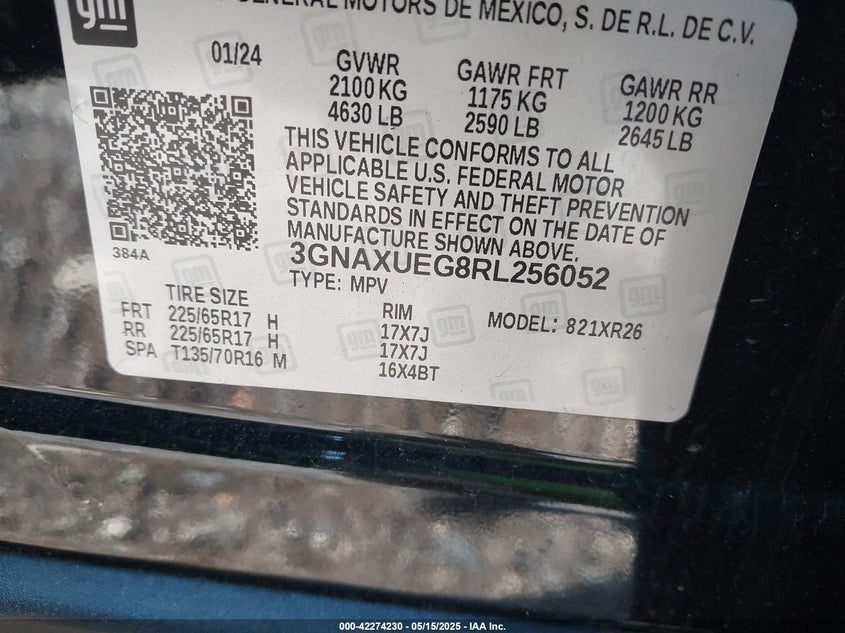 gm
GENERAL MOTORS DE MEXICO, S. DE R.L. DE C.V.
01/24
GVWR
2100 KG
4630 LB
GAWR FRT
1175 KG
2590 LB
GAWR RR
1200 KG
2645 LB
THIS VEHICLE CONFORMS TO ALL
APPLICABLE U.S. FEDERAL MOTOR
VEHICLE SAFETY AND THEFT PREVENTION
STANDARDS IN EFFECT ON THE DATE OF
MANUFACTURE SHOWN ABOVE.
384A
3GNAXUEG8RL256052
TYPE: MPV
TIRE SIZE
FRT 225/65R17 H
RR 225/65R17 H
SPA T135/70R16 M
RIM
17X7J
17X7J
16X4BT
MODEL: 821XR26
000-42274230 - 05/15/2025 - IAA Inc.